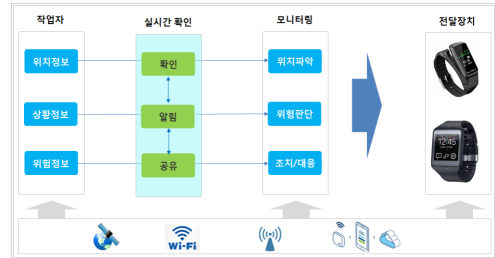 작업자
실시간 확인
모니터링
전달장치
위치정보
확인
위치파악
상황정보
알림
위험판단
위험정보
공유
조치/대응
Wi-Fi
12:45